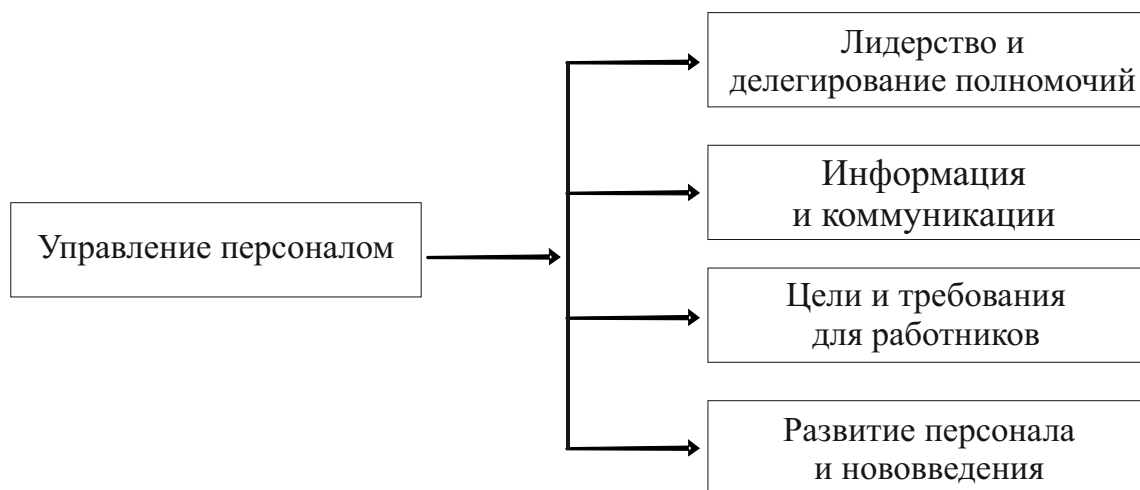 Управление персоналом
Лидерство и
делегирование полномочий
Информация
и коммуникации
Цели и требования
для работников
Развитие персонала
и нововведения